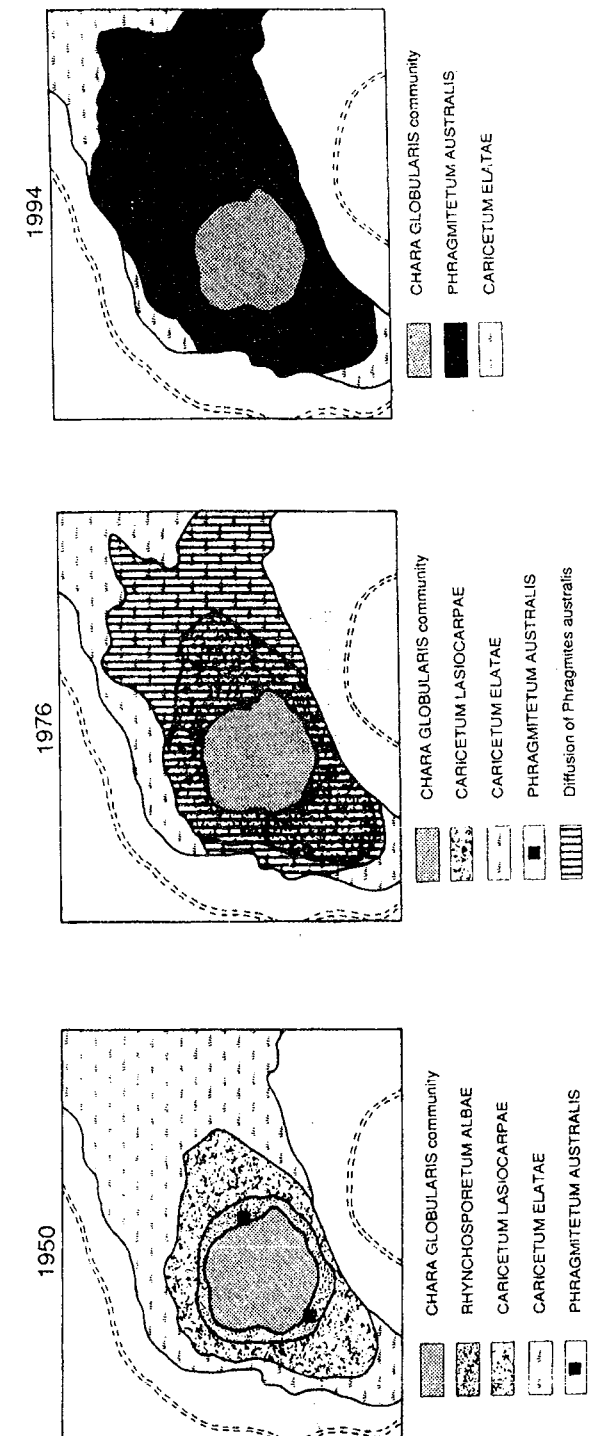 1950
CHARA GLOBULARIS community
RHYNCHOSPORETUM ALBAE
CARICETUM LASIOCARPAE
CARICETUM ELATAE
PHRAGMITETUM AUSTRALIS
1976
CHARA GLOBULARIS community
CARICETUM LASIOCARPAE
CARICETUM ELATAE
PHRAGMITETUM AUSTRALIS
Diffusion of Phragmites australis
1994
CHARA GLOBULARIS community
PHRAGMITETUM AUSTRALIS
CARICETUM ELATAE